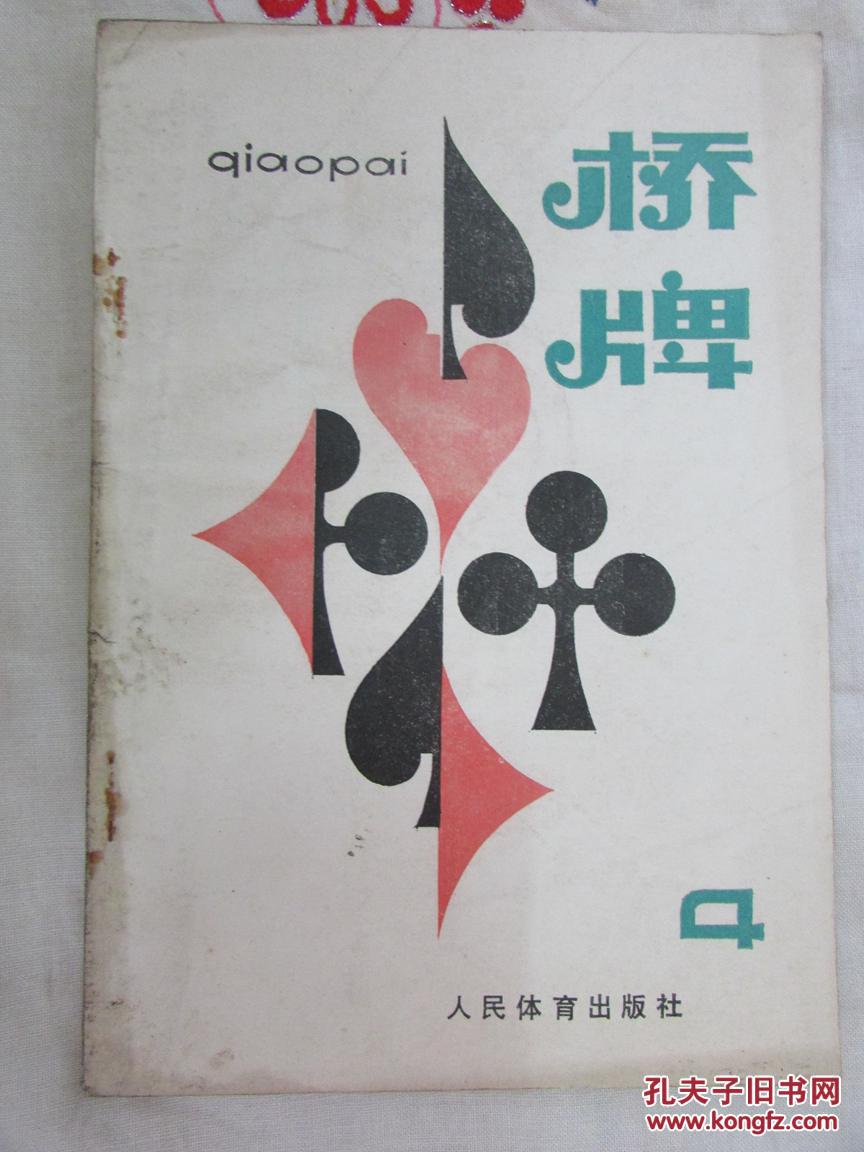 qiaopai
桥
牌
4
人民体育出版社
孔夫子旧书网
www.kongfz.com